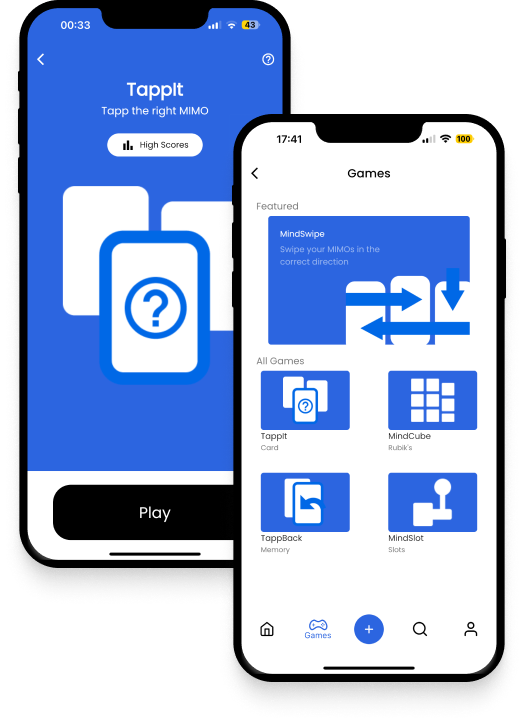 00:33
43
TappIt
Tapp the right MIMO
High Scores
?
Play
17:41
100
Games
Featured
MindSwipe
Swipe your MIMOs in the
correct direction
All Games
?
TappIt
Card
MindCube
Rubik's
TappBack
Memory
MindSlot
Slots
Games